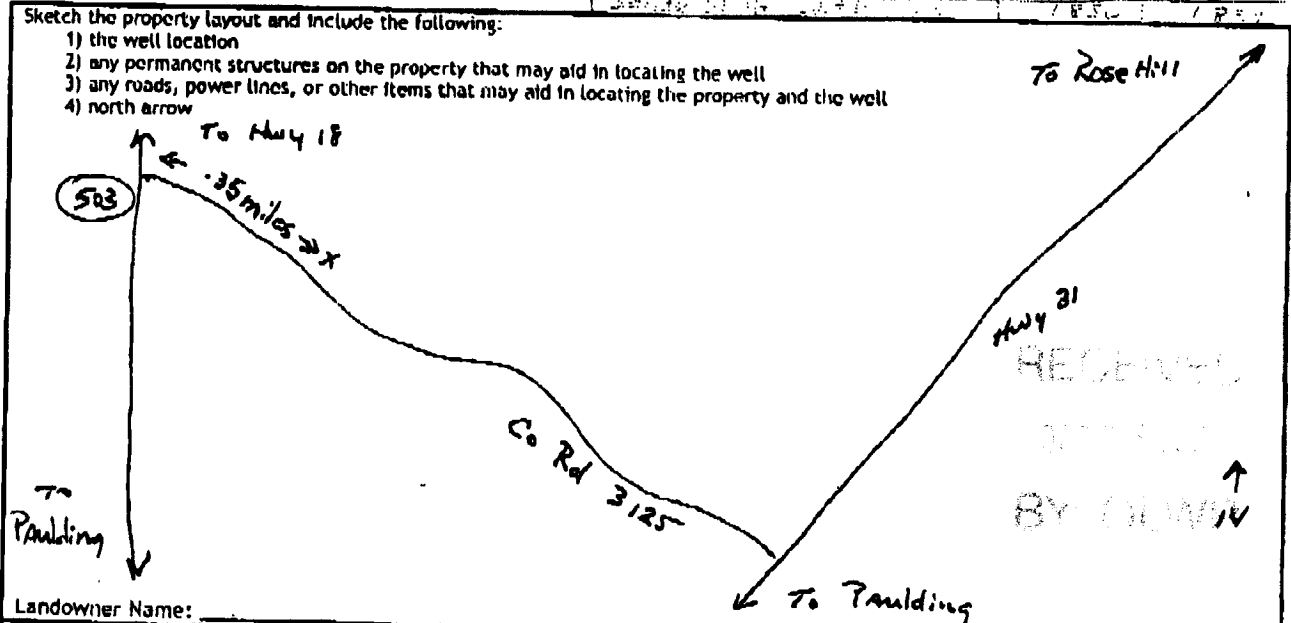 Sketch the property layout and include the following:
1) the well location
2) any permanent structures on the property that may aid in locating the well
3) any roads, power lines, or other items that may aid in locating the property and the well
4) north arrow
To Rose Hill
To Hwy 18
503
.35 miles
X
Hwy 31
RECEIVED
Co Rd 3125
To
Paulding
BY OLWR
N
To Paulding
Landowner Name: